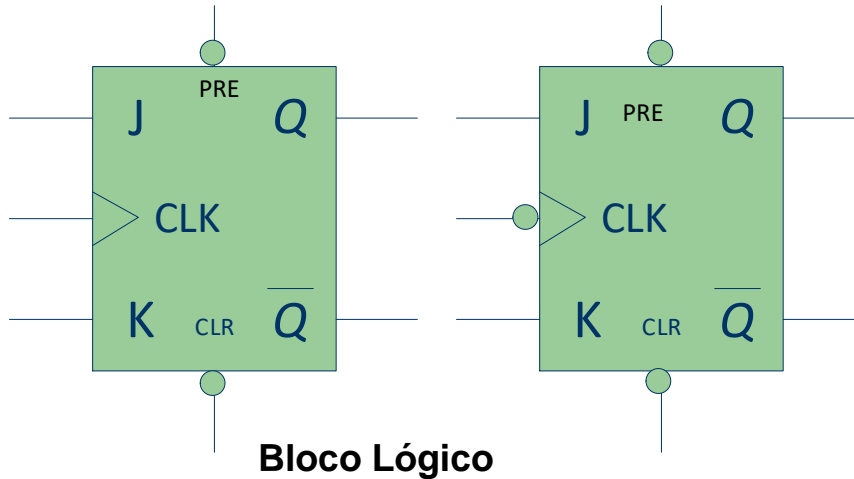 PRE
J Q
CLK
K CLR Q̅
PRE
J Q
CLK
K CLR Q̅
Bloco Lógico